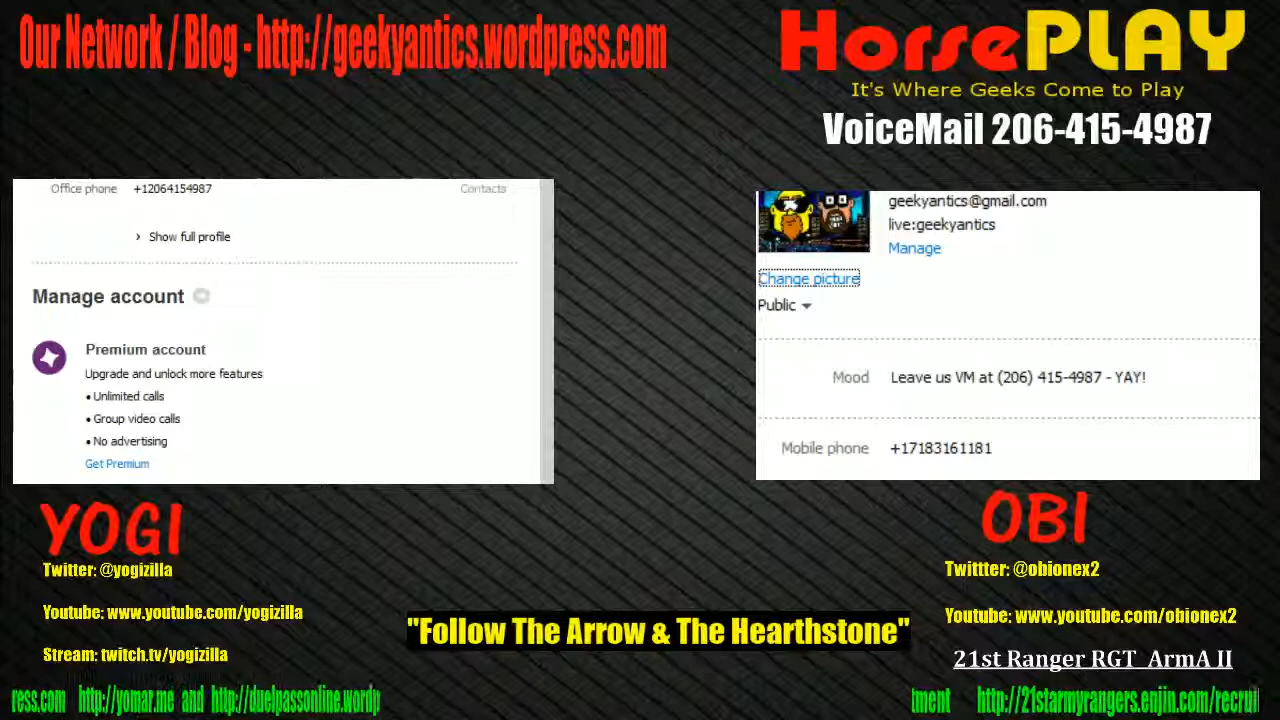 Our Network / Blog - http://geekyantics.wordpress.com
HorsePLAY
It's Where Geeks Come to Play
VoiceMail 206-415-4987
Office phone +12064154987 Contacts
› Show full profile
Manage account
Premium account
Upgrade and unlock more features
• Unlimited calls
• Group video calls
• No advertising
Get Premium
geekyantics@gmail.com
live:geekyantics
Manage
Change picture
Public
Mood Leave us VM at (206) 415-4987 - YAY!
Mobile phone +17183161181
YOGI
Twitter: @yogizilla
Youtube: www.youtube.com/yogizilla
Stream: twitch.tv/yogizilla
"Follow The Arrow & The Hearthstone"
OBI
Twittter: @obionex2
Youtube: www.youtube.com/obionex2
21st Ranger RGT ArmA II
ress.com http://yomar.me and http://duelpassonline.wordp
tment http://21starmyrangers.enjin.com/recrui